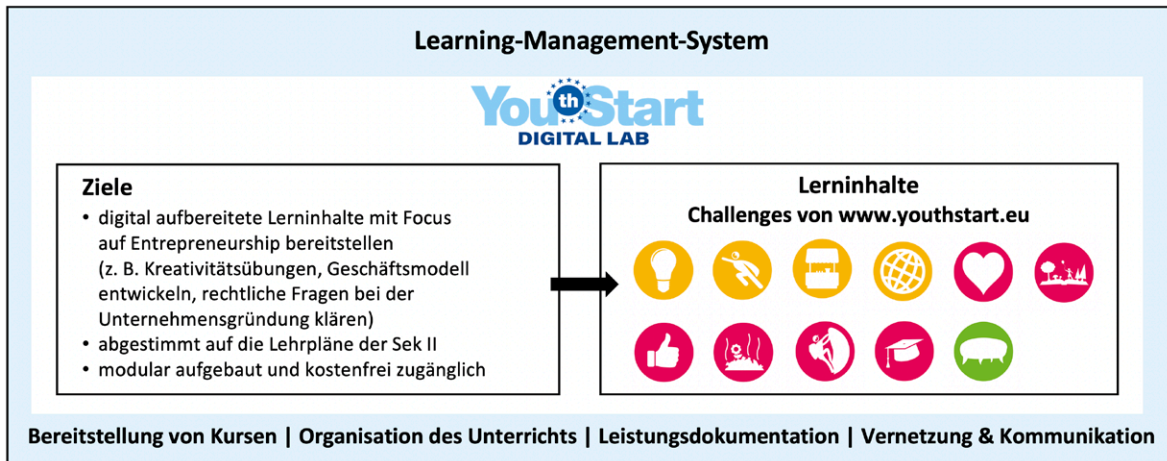 Learning-Management-System
YouthStart
DIGITAL LAB
Ziele
• digital aufbereitete Lerninhalte mit Focus
auf Entrepreneurship bereitstellen
(z. B. Kreativitätsübungen, Geschäftsmodell
entwickeln, rechtliche Fragen bei der
Unternehmensgründung klären)
• abgestimmt auf die Lehrpläne der Sek II
• modular aufgebaut und kostenfrei zugänglich
Lerninhalte
Challenges von www.youthstart.eu
Bereitstellung von Kursen | Organisation des Unterrichts | Leistungsdokumentation | Vernetzung & Kommunikation